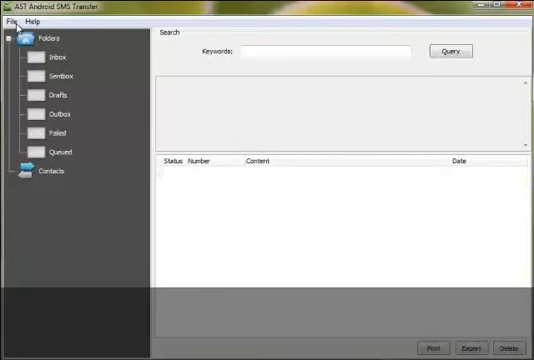 AST Android SMS Transfer
File Help
Folders
Inbox
Sentbox
Drafts
Outbox
Failed
Queued
Contacts
Search
Keywords: Query
Status Number Content Date
Print Export Delete